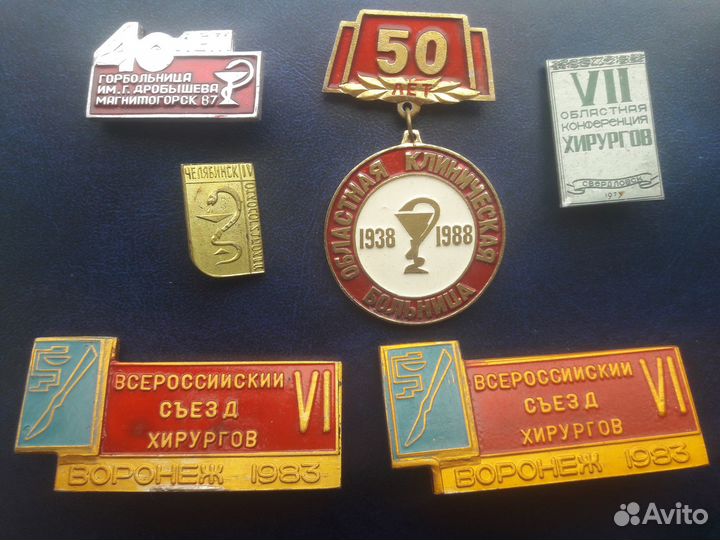 40 ЛЕТ
ГОРБОЛЬНИЦА
ИМ. Г. ДРОБЫШЕВА
МАГНИТОГОРСК 87
50
ЛЕТ
ОБЛАСТНАЯ КЛИНИЧЕСКАЯ
1938 1988
БОЛЬНИЦА
VII
ОБЛАСТНАЯ
КОНФЕРЕНЦИЯ
ХИРУРГОВ
СВЕРДЛОВСК
ЧЕЛЯБИНСК IV
ВСЕРОССИЙСКИЙ VI
СЪЕЗД
ХИРУРГОВ
ВОРОНЕЖ 1983
ВСЕРОССИЙСКИЙ VI
СЪЕЗД
ХИРУРГОВ
ВОРОНЕЖ 1983
Avito